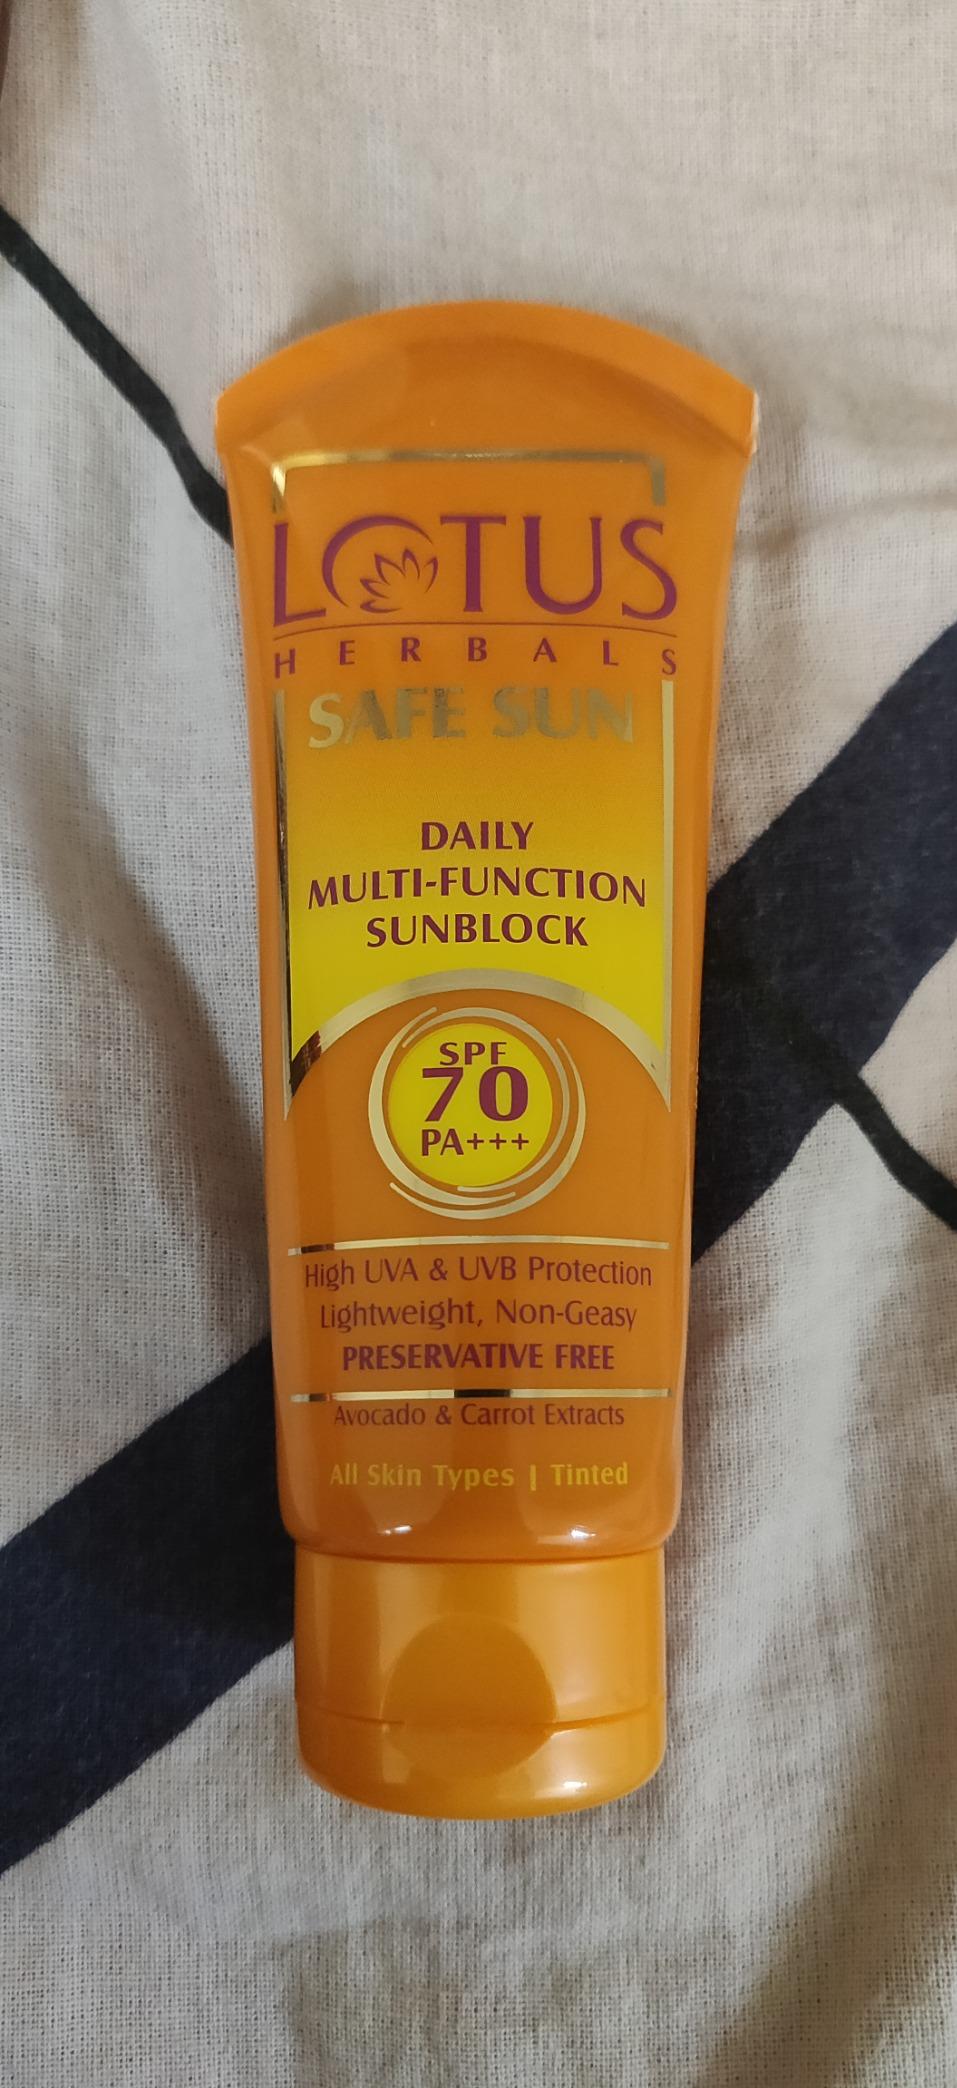 LOTUS
HERBALS
SAFE SUN
DAILY
MULTI-FUNCTION
SUNBLOCK
SPF
70
PA+++
High UVA & UVB Protection
Lightweight, Non-Geasy
PRESERVATIVE FREE
Avocado & Carrot Extracts
All Skin Types | Tinted